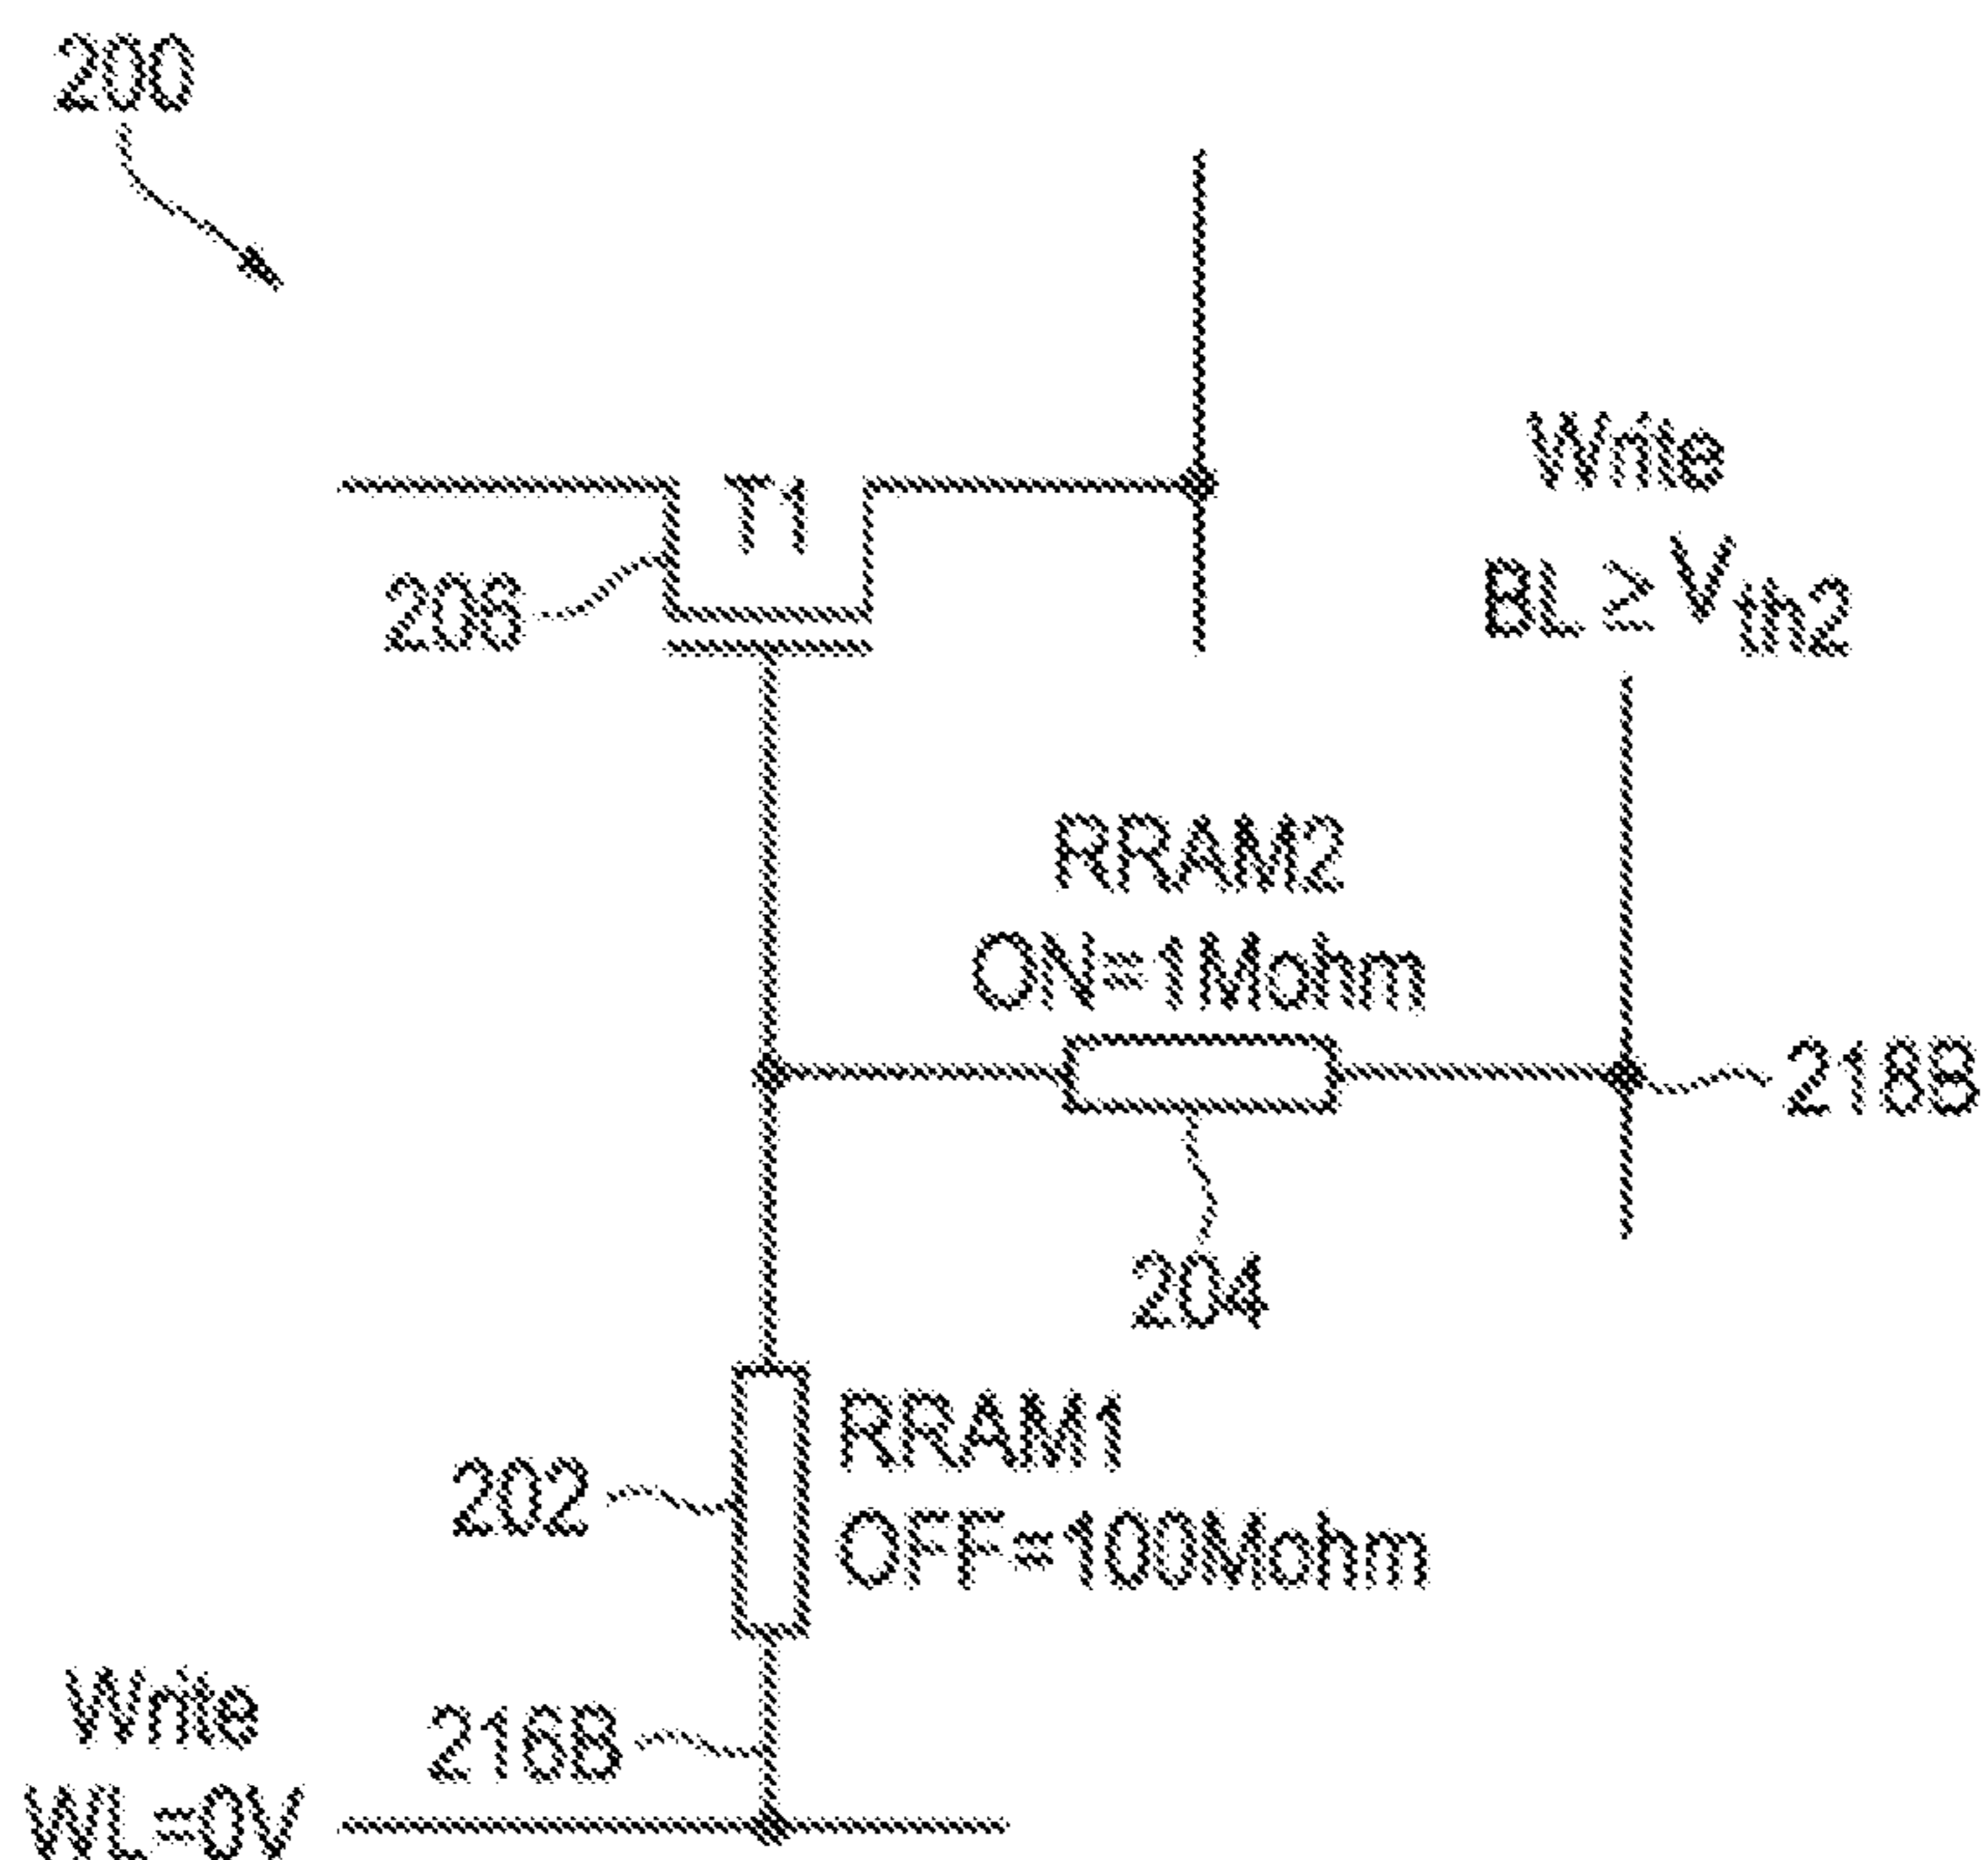 200
T1
Write
206
BL ≥ Vth2
RRAM2
ON=1Mohm
218B
204
RRAM1
202
OFF=100Mohm
Write
216B
WL=0V